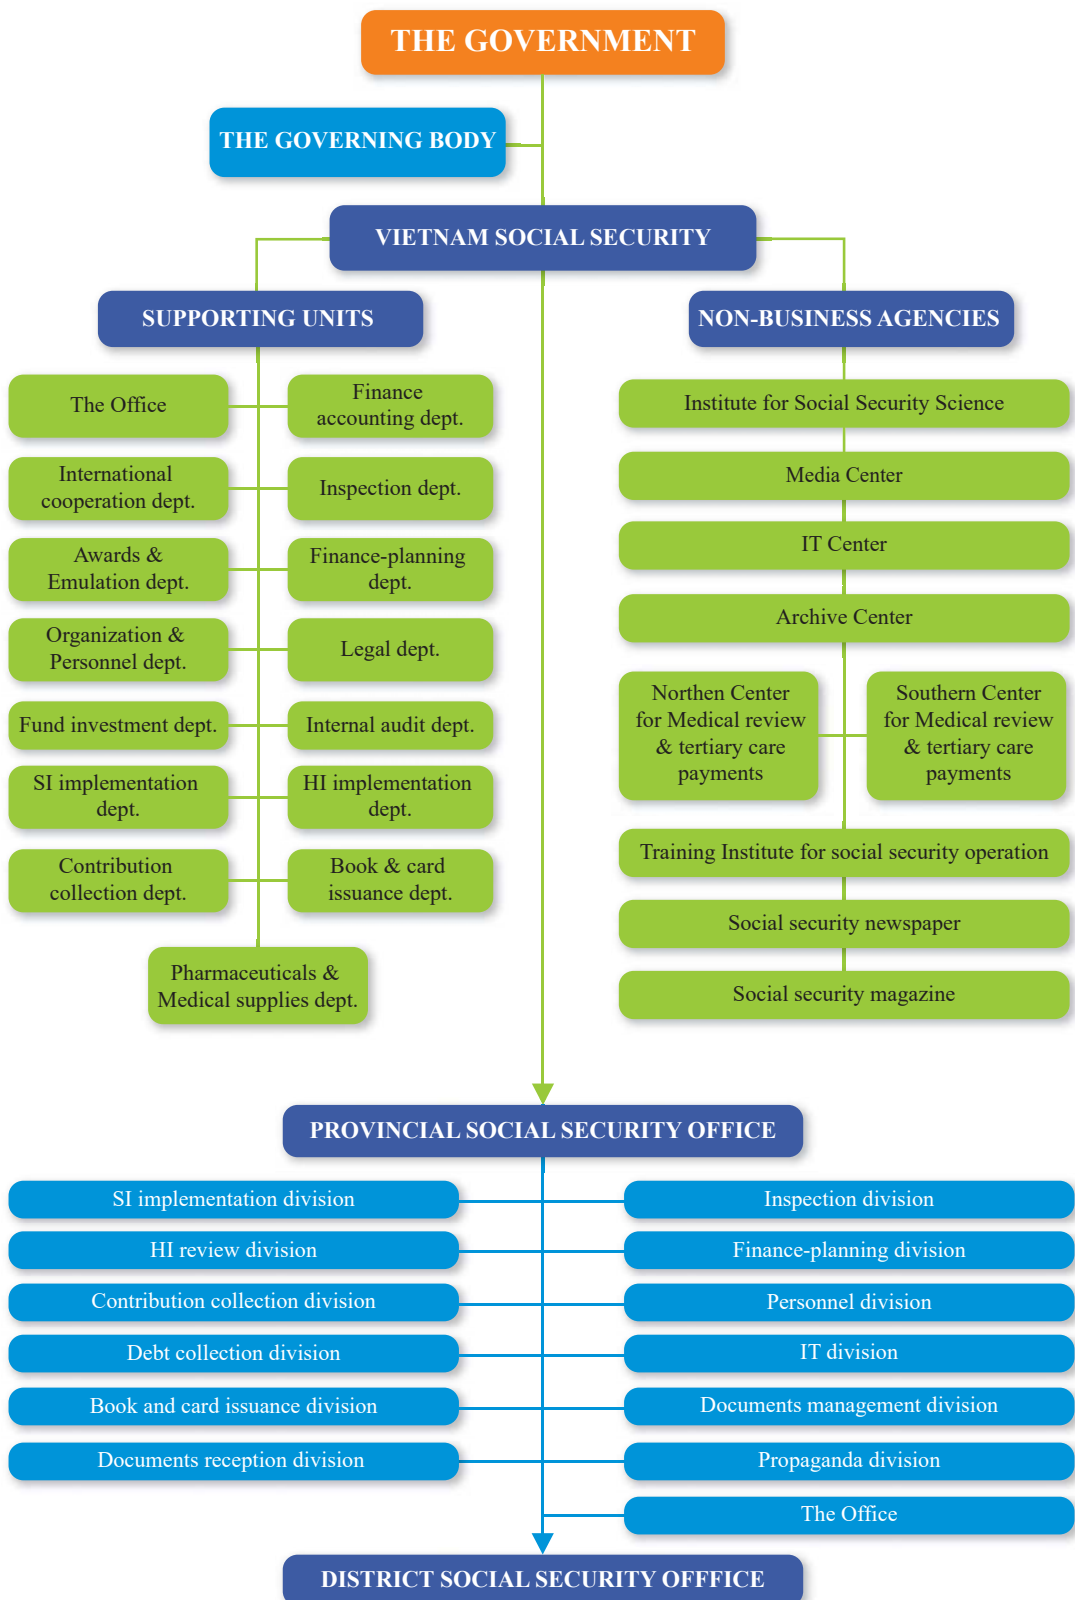 THE GOVERNMENT
THE GOVERNING BODY
VIETNAM SOCIAL SECURITY
SUPPORTING UNITS
The Office
Finance
accounting dept.
International
cooperation dept.
Inspection dept.
Awards &
Emulation dept.
Finance-planning
dept.
Organization &
Personnel dept.
Legal dept.
Fund investment dept.
Internal audit dept.
SI implementation
dept.
HI implementation
dept.
Contribution
collection dept.
Book & card
issuance dept.
Pharmaceuticals &
Medical supplies dept.
NON-BUSINESS AGENCIES
Institute for Social Security Science
Media Center
IT Center
Archive Center
Northen Center
for Medical review
& tertiary care
payments
Southern Center
for Medical review
& tertiary care
payments
Training Institute for social security operation
Social security newspaper
Social security magazine
PROVINCIAL SOCIAL SECURITY OFFICE
SI implementation division
Inspection division
HI review division
Finance-planning division
Contribution collection division
Personnel division
Debt collection division
IT division
Book and card issuance division
Documents management division
Documents reception division
Propaganda division
The Office
DISTRICT SOCIAL SECURITY OFFFICE